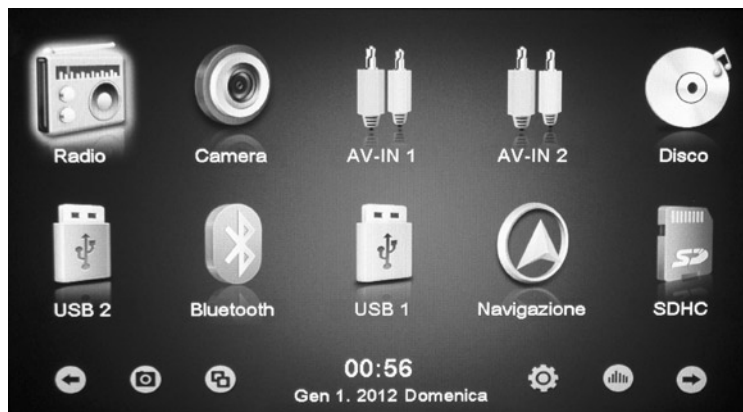 Radio
Camera
AV-IN 1
AV-IN 2
Disco
USB 2
Bluetooth
USB 1
Navigazione
SDHC
SD
00:56
Gen 1. 2012 Domenica